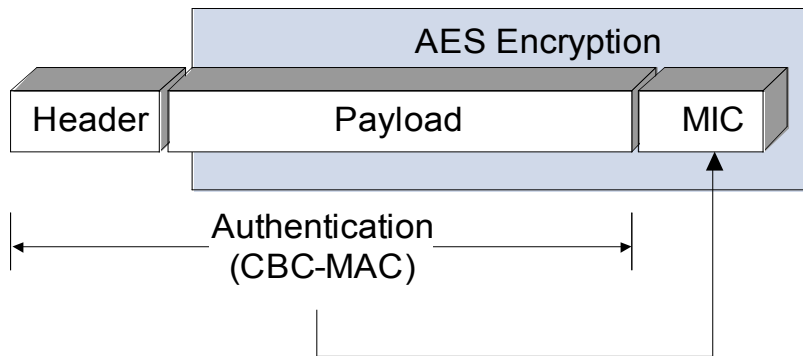 AES Encryption
Header
Payload
MIC
Authentication
(CBC-MAC)